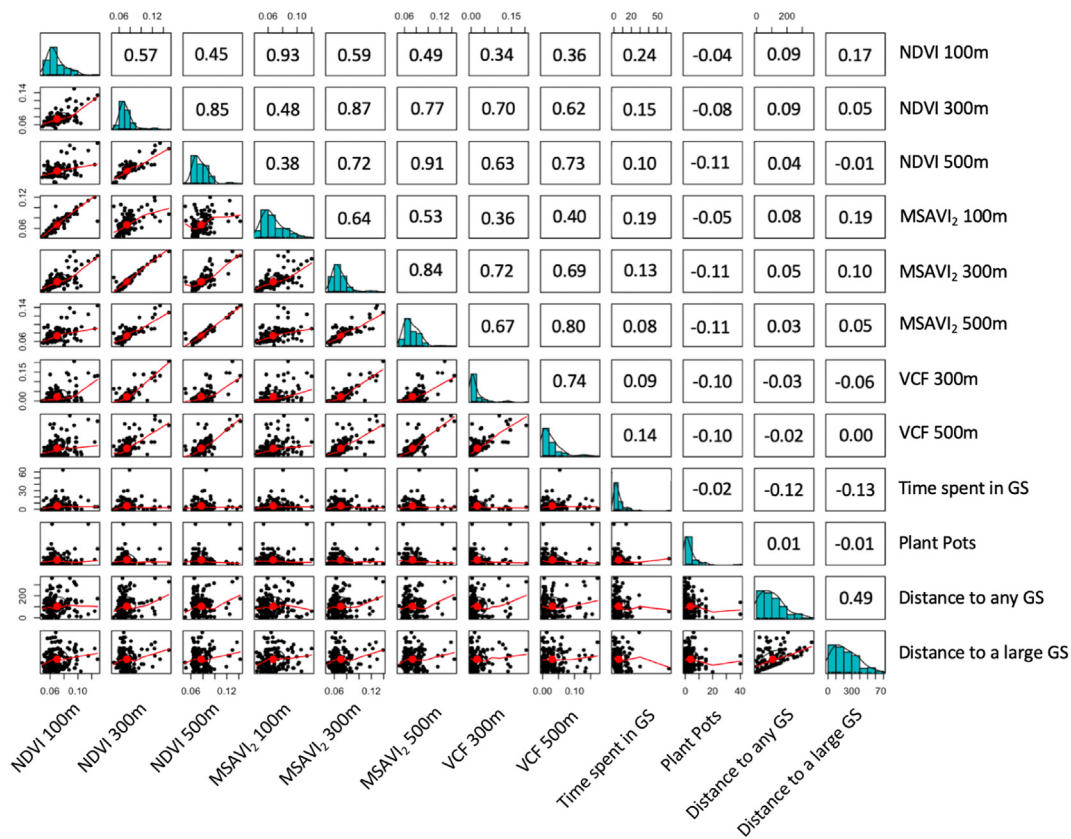 0.06 0.12 0.06 0.10 0.06 0.12 0.00 0.15 0 20 50 0 200
0.57 0.45 0.93 0.59 0.49 0.34 0.36 0.24 -0.04 0.09 0.17 NDVI 100m
0.06 0.14 0.85 0.48 0.87 0.77 0.70 0.62 0.15 -0.08 0.09 0.05 NDVI 300m
0.38 0.72 0.91 0.63 0.73 0.10 -0.11 0.04 -0.01 NDVI 500m
0.06 0.12 0.64 0.53 0.36 0.40 0.19 -0.05 0.08 0.19 MSAVI₂ 100m
0.84 0.72 0.69 0.13 -0.11 0.05 0.10 MSAVI₂ 300m
0.06 0.14 0.67 0.80 0.08 -0.11 0.03 0.05 MSAVI₂ 500m
0.00 0.15 0.74 0.09 -0.10 -0.03 -0.06 VCF 300m
0.14 -0.10 -0.02 0.00 VCF 500m
0 30 60 -0.02 -0.12 -0.13 Time spent in GS
0.01 -0.01 Plant Pots
0 200 0.49 Distance to any GS
Distance to a large GS
0.06 0.10 0.06 0.12 0.06 0.12 0.00 0.10 0 20 40 0 300 70
NDVI 100m
NDVI 300m
NDVI 500m
MSAVI₂ 100m
MSAVI₂ 300m
MSAVI₂ 500m
VCF 300m
VCF 500m
Time spent in GS
Plant Pots
Distance to any GS
Distance to a large GS